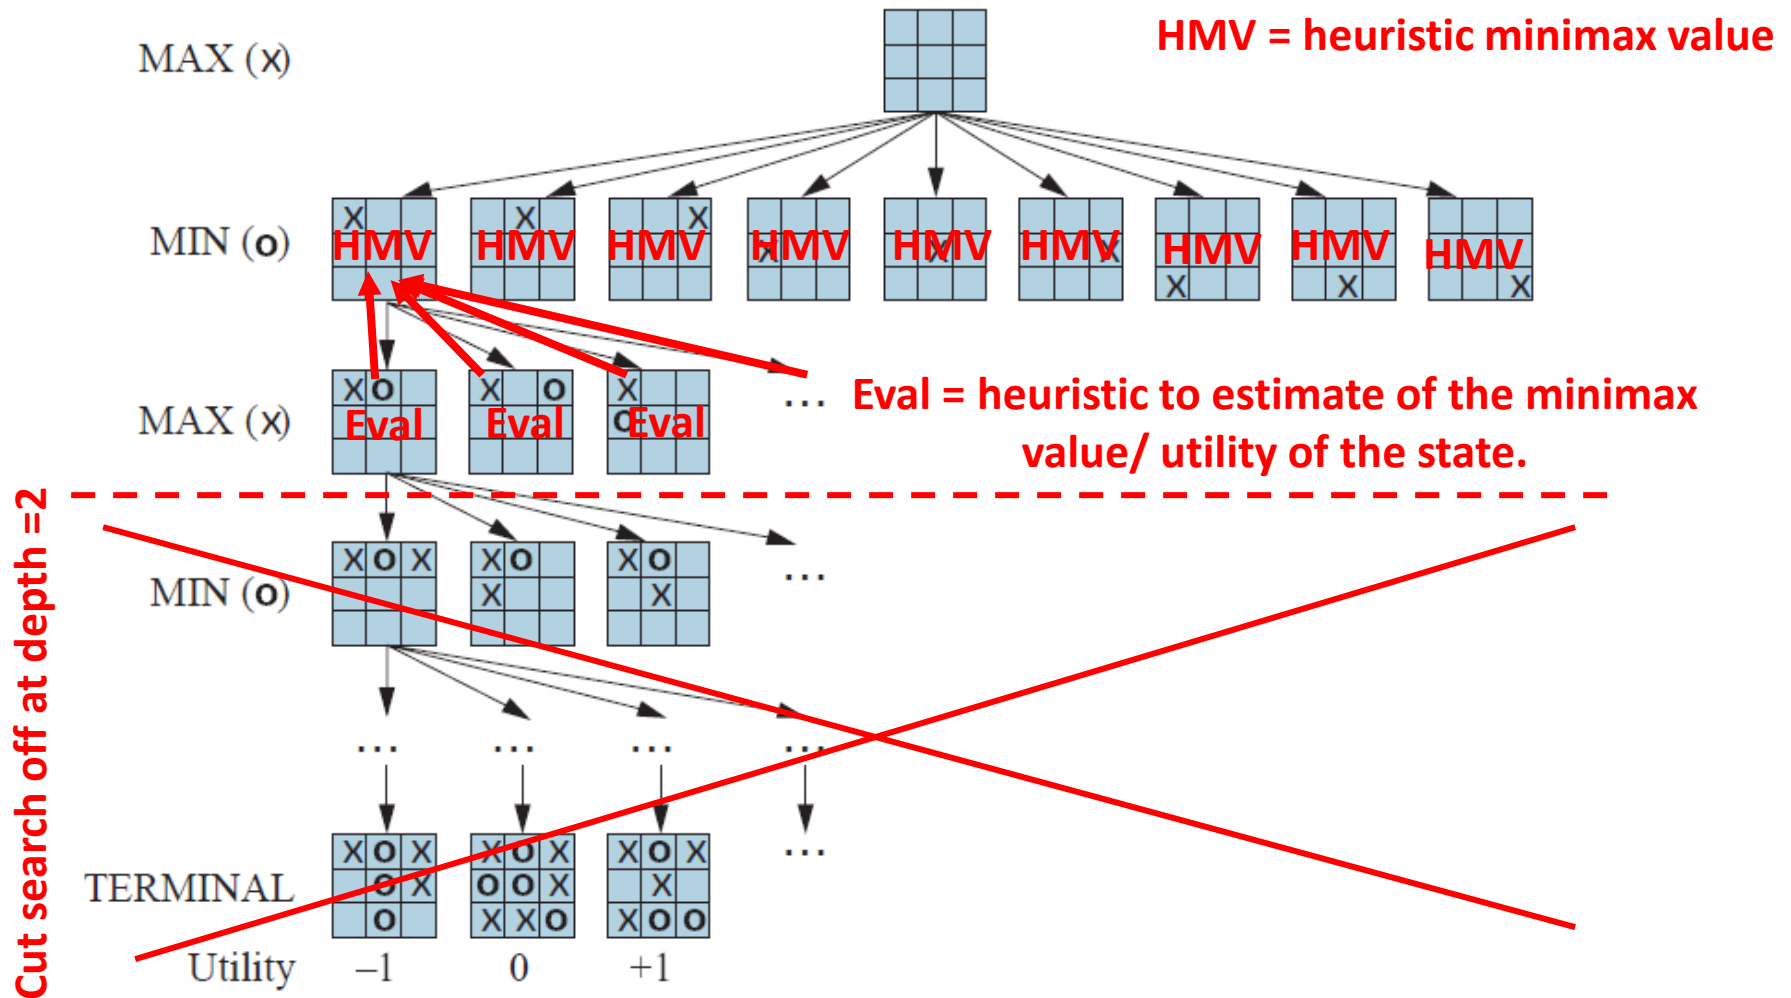 MAX (x)
HMV = heuristic minimax value
MIN (o)
X X X X X X X X X
HMV HMV HMV HMV HMV HMV HMV HMV HMV
MAX (x)
X O X O X
O
Eval Eval Eval
...
Eval = heuristic to estimate of the minimax
value/ utility of the state.
Cut search off at depth =2
MIN (o)
X O X X O X O
X X
...
... ... ... ...
TERMINAL
X O X X O X X O X
O X O O X X
O X X O X O O
...
Utility –1 0 +1